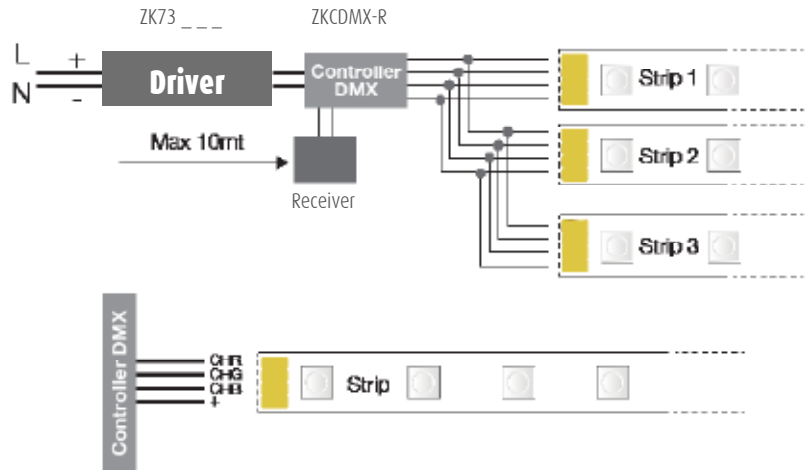 ZK73 _ _ _
ZKCDMX-R
L
+
N
-
Driver
Controller
DMX
Strip 1
Max 10mt
Strip 2
Receiver
Strip 3
Controller DMX
CHR
CHG
CHB
+
Strip